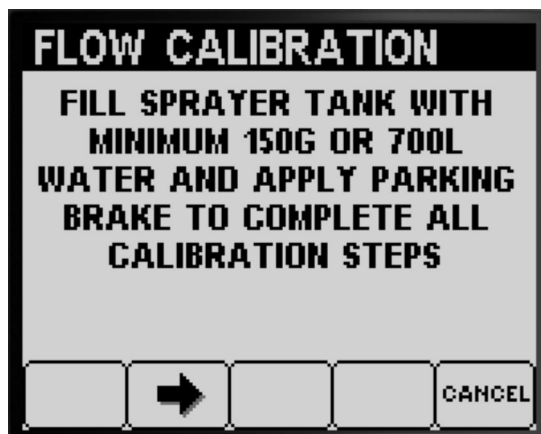 FLOW CALIBRATION
FILL SPRAYER TANK WITH
MINIMUM 150G OR 700L
WATER AND APPLY PARKING
BRAKE TO COMPLETE ALL
CALIBRATION STEPS
CANCEL